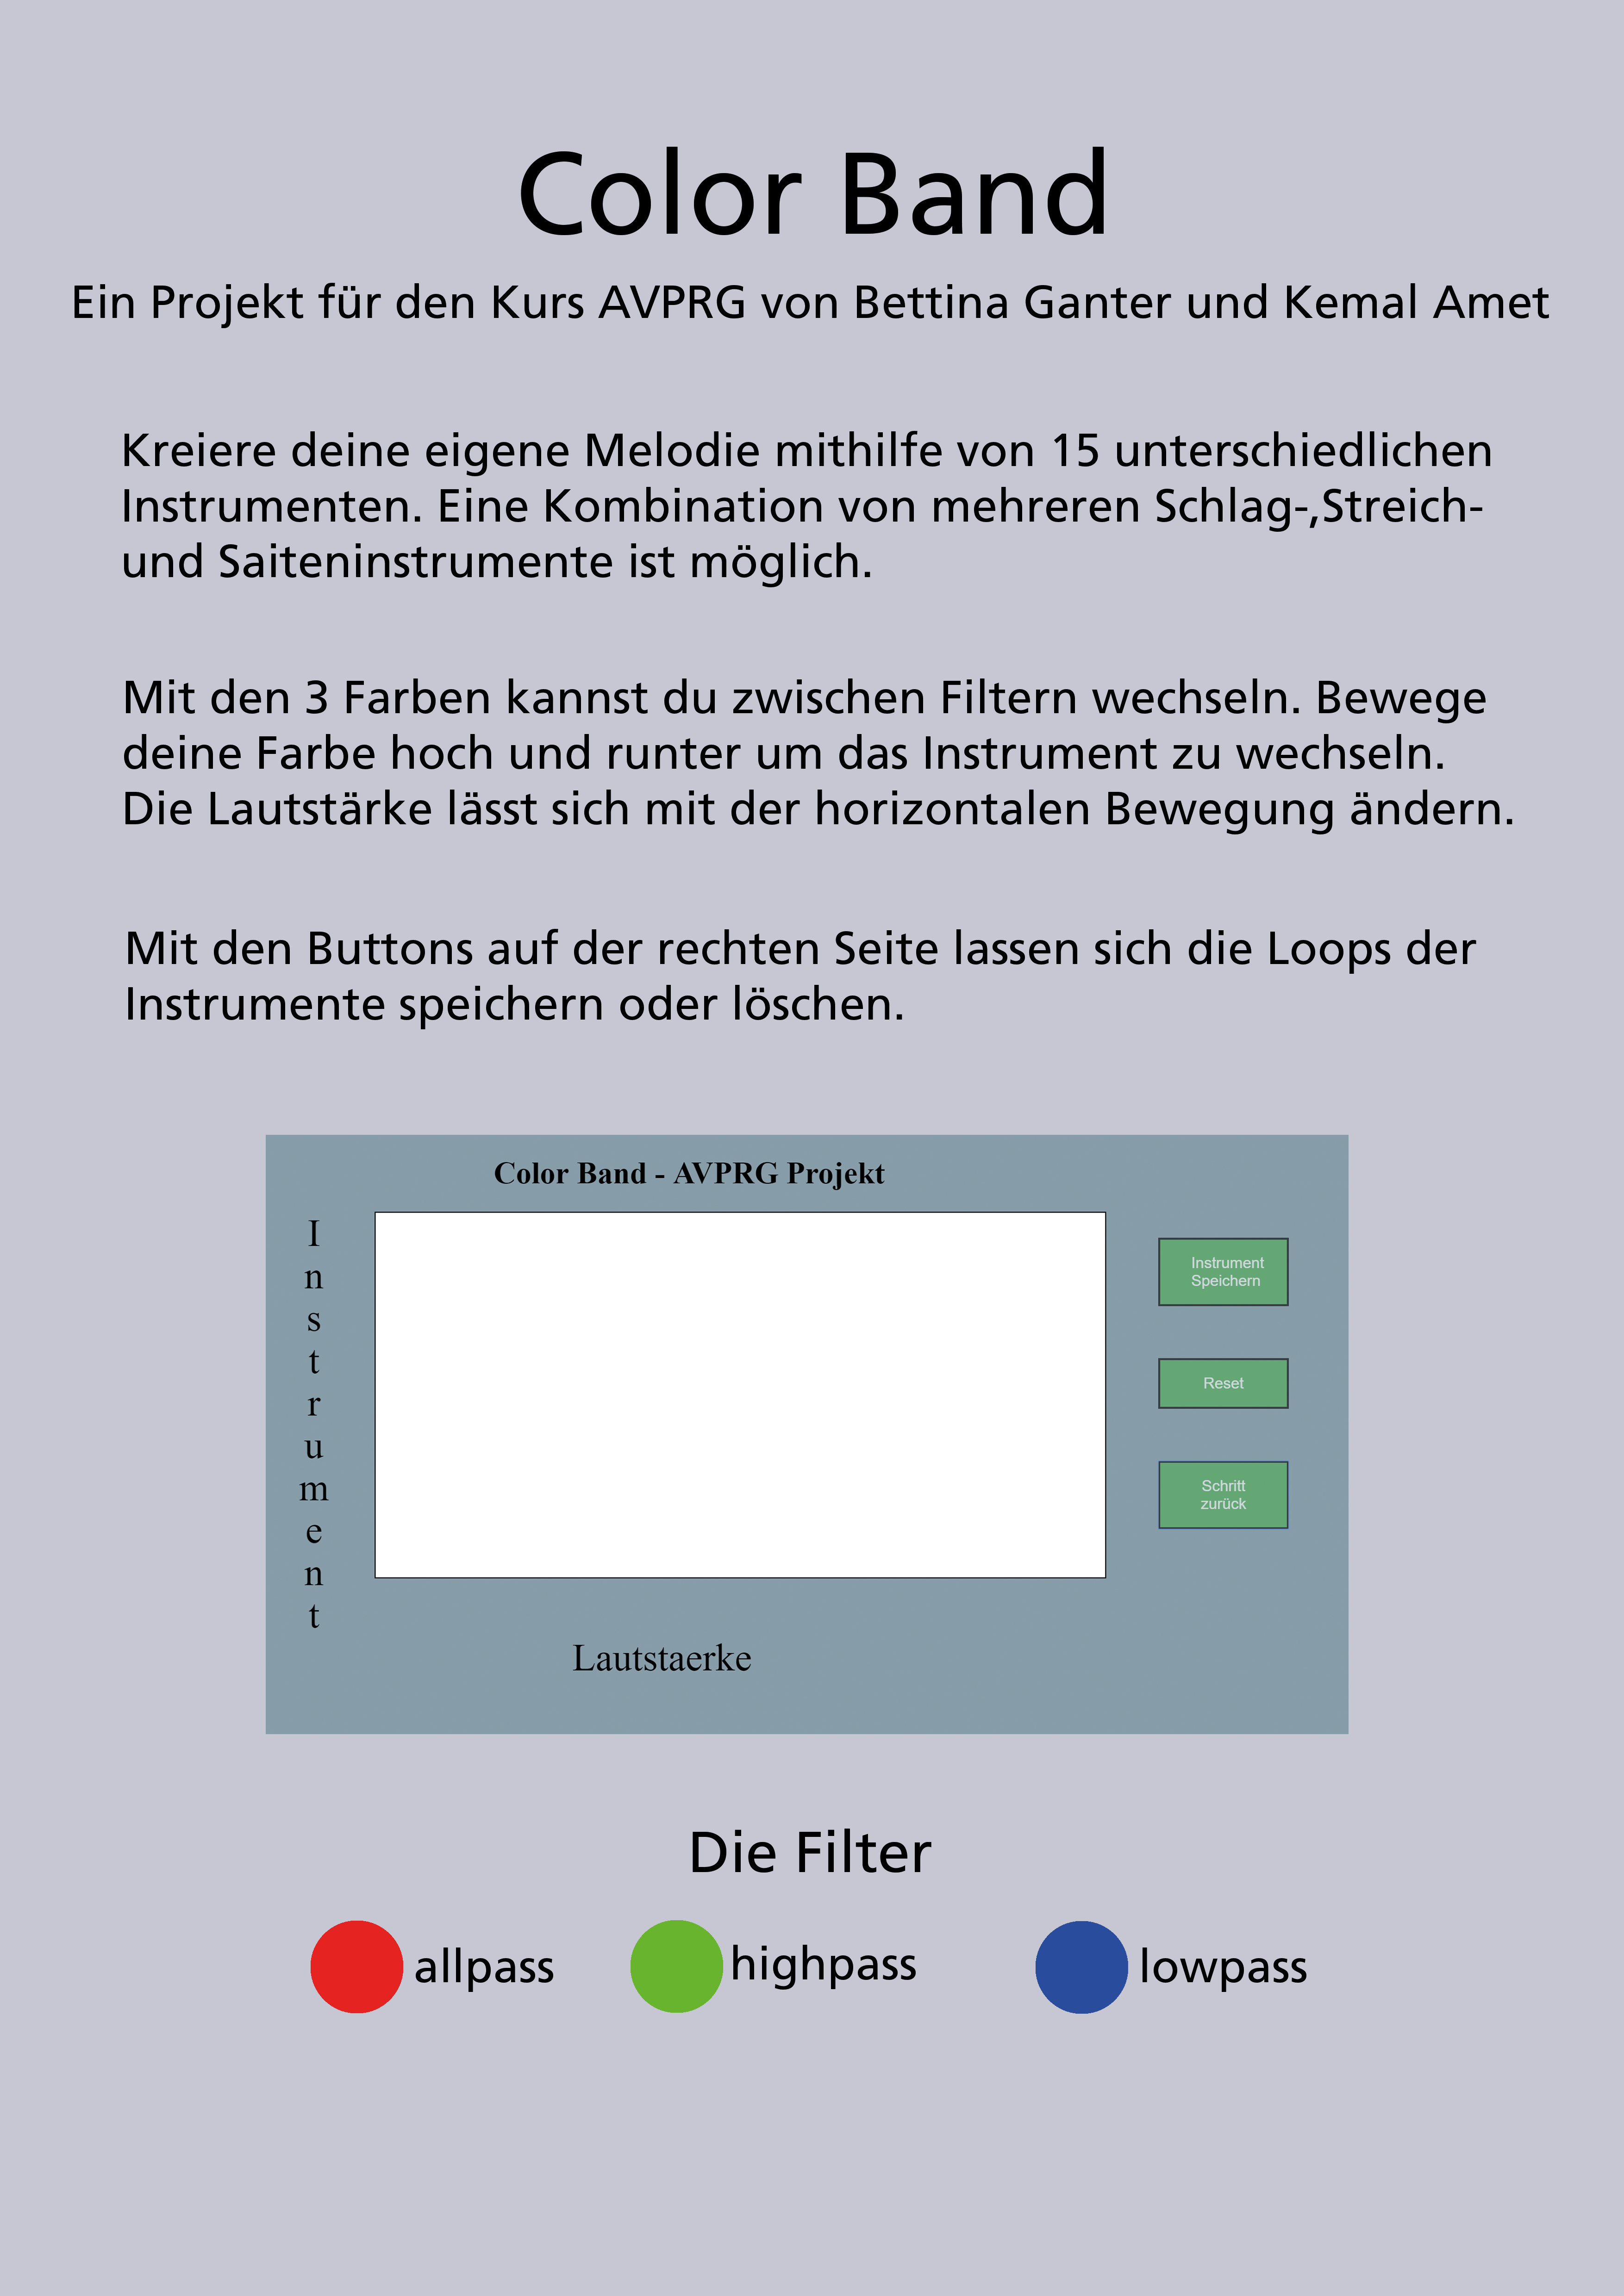 Color Band
Ein Projekt für den Kurs AVPRG von Bettina Ganter und Kemal Amet
Kreiere deine eigene Melodie mithilfe von 15 unterschiedlichen
Instrumenten. Eine Kombination von mehreren Schlag-,Streich-
und Saiteninstrumente ist möglich.
Mit den 3 Farben kannst du zwischen Filtern wechseln. Bewege
deine Farbe hoch und runter um das Instrument zu wechseln.
Die Lautstärke lässt sich mit der horizontalen Bewegung ändern.
Mit den Buttons auf der rechten Seite lassen sich die Loops der
Instrumente speichern oder löschen.
Color Band - AVPRG Projekt
Instrument
Instrument
Speichern
Reset
Schritt
zurück
Lautstaerke
Die Filter
allpass
highpass
lowpass